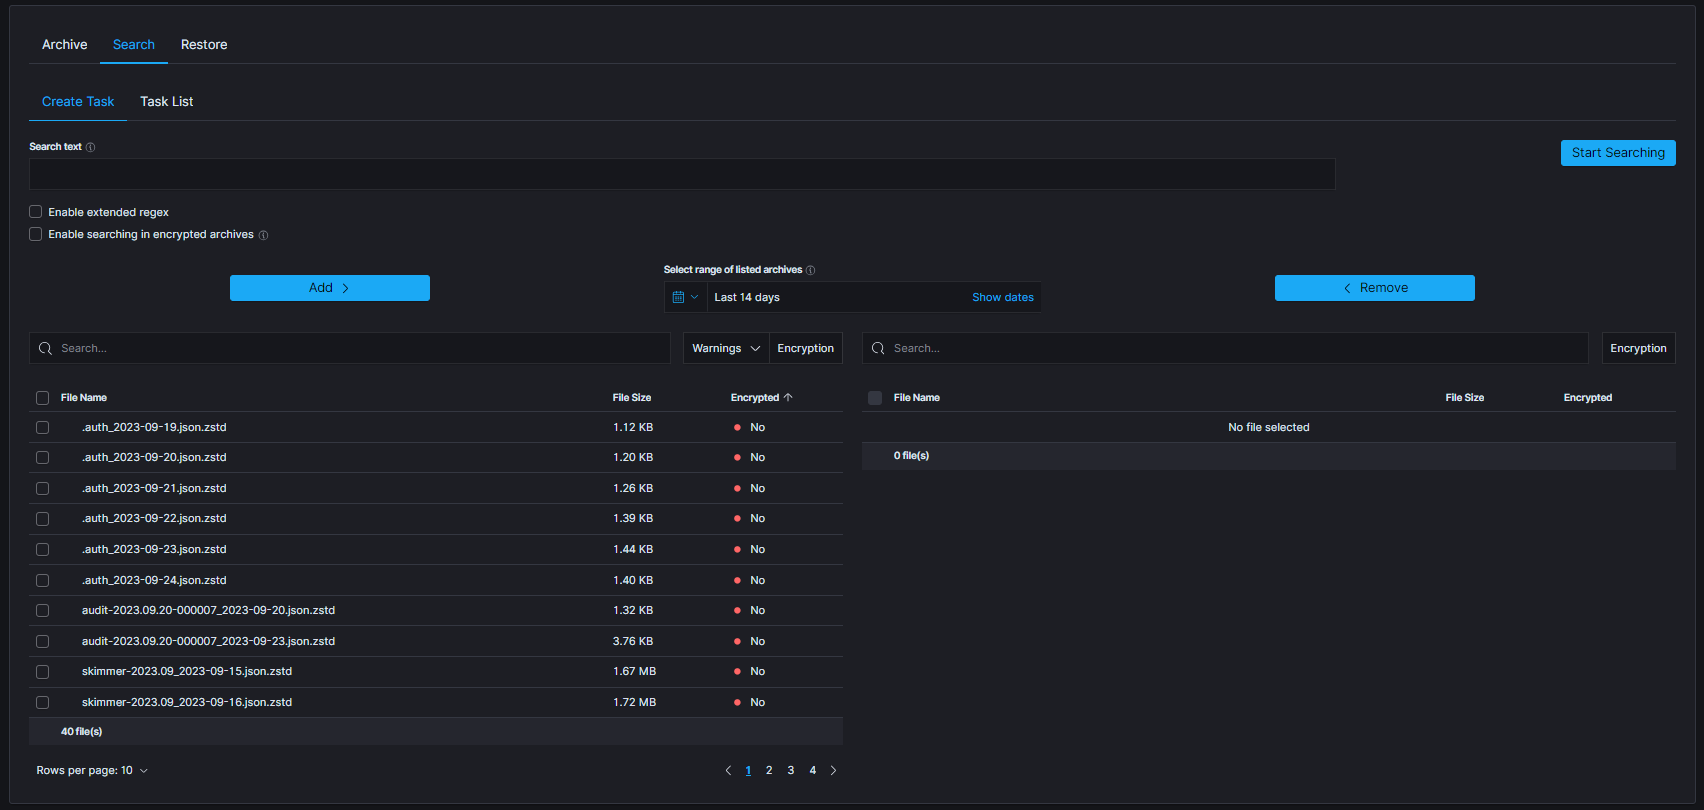 Archive Search Restore
Create Task Task List
Search text
Start Searching
Enable extended regex
Enable searching in encrypted archives
Add
Select range of listed archives
Last 14 days Show dates
Remove
Search... Warnings Encryption
Search... Encryption
File Name File Size Encrypted
.auth_2023-09-19.json.zstd 1.12 KB No
.auth_2023-09-20.json.zstd 1.20 KB No
.auth_2023-09-21.json.zstd 1.26 KB No
.auth_2023-09-22.json.zstd 1.39 KB No
.auth_2023-09-23.json.zstd 1.44 KB No
.auth_2023-09-24.json.zstd 1.40 KB No
audit-2023.09.20-000007_2023-09-20.json.zstd 1.32 KB No
audit-2023.09.20-000007_2023-09-23.json.zstd 3.76 KB No
skimmer-2023.09_2023-09-15.json.zstd 1.67 MB No
skimmer-2023.09_2023-09-16.json.zstd 1.72 MB No
40 file(s)
Rows per page: 10
1 2 3 4
File Name File Size Encrypted
No file selected
0 file(s)